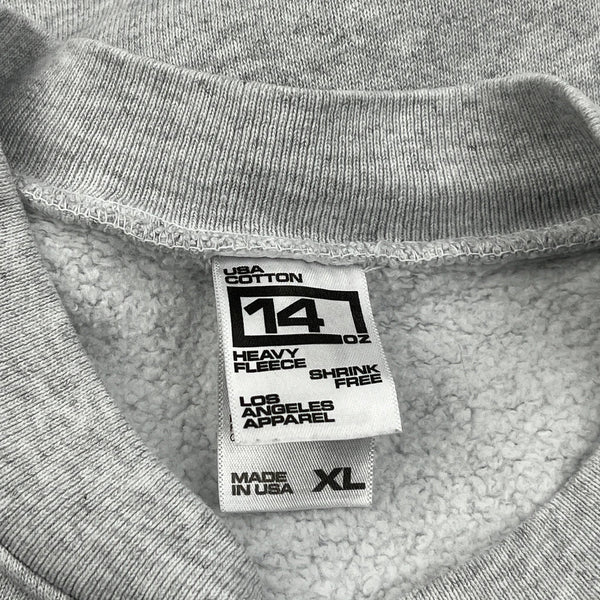 USA
COTTON
14
OZ
HEAVY
FLEECE
SHRINK
FREE
LOS
ANGELES
APPAREL
MADE
IN USA
XL